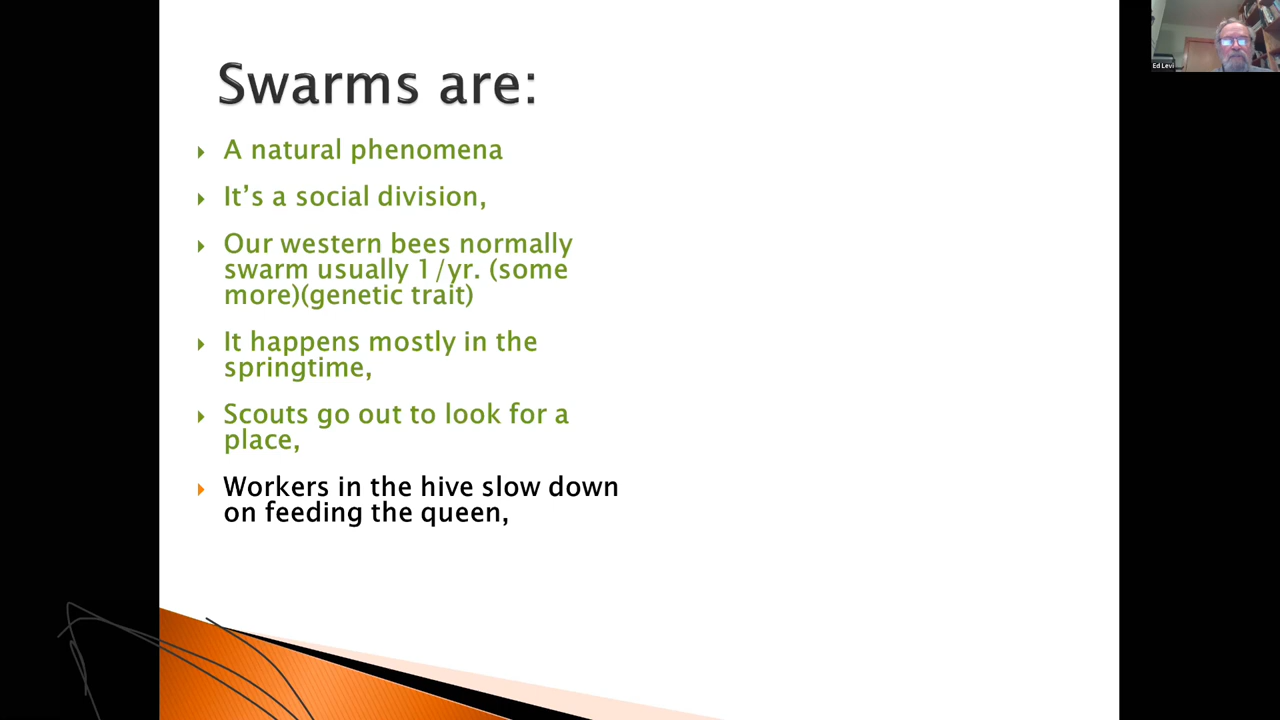 Swarms are:
A natural phenomena
It's a social division,
Our western bees normally
swarm usually 1/yr. (some
more)(genetic trait)
It happens mostly in the
springtime,
Scouts go out to look for a
place,
Workers in the hive slow down
on feeding the queen,
Ed Levi